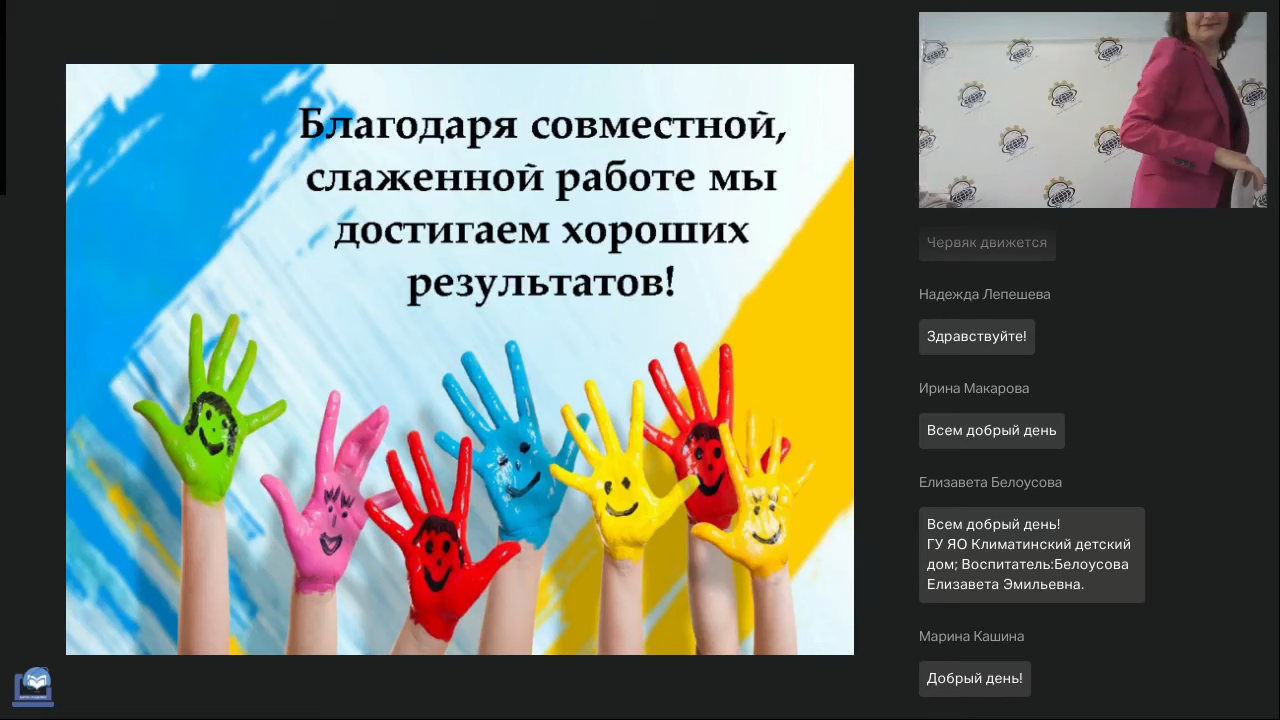 Благодаря совместной,
слаженной работе мы
достигаем хороших
результатов!
Червяк движется
Надежда Лепешева
Здравствуйте!
Ирина Макарова
Всем добрый день
Елизавета Белоусова
Всем добрый день!
ГУ ЯО Климатинский детский
дом; Воспитатель:Белоусова
Елизавета Эмильевна.
Марина Кашина
Добрый день!